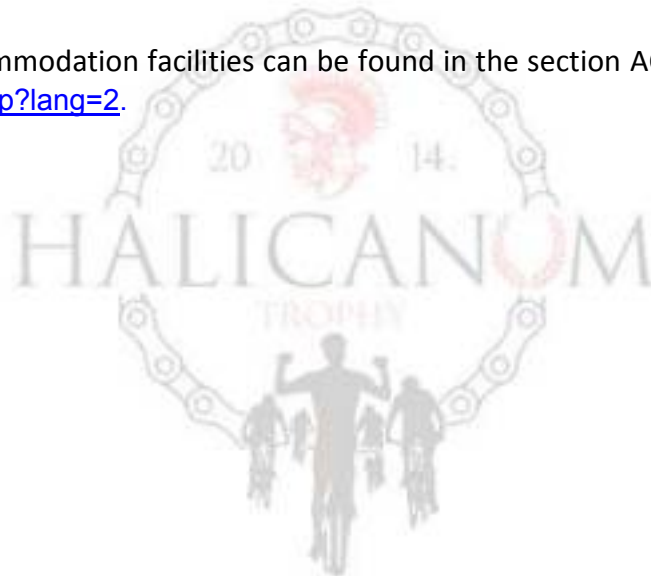 mmodation facilities can be found in the section A
p?lang=2.
20 14.
HALICANUM
TROPHY